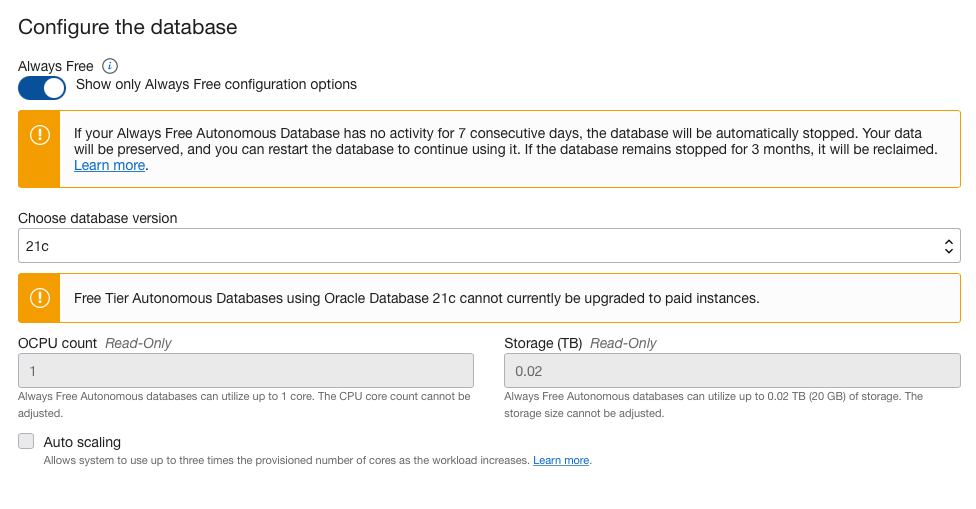 Configure the database
Always Free
Show only Always Free configuration options
If your Always Free Autonomous Database has no activity for 7 consecutive days, the database will be automatically stopped. Your data
will be preserved, and you can restart the database to continue using it. If the database remains stopped for 3 months, it will be reclaimed.
Learn more.
Choose database version
21c
Free Tier Autonomous Databases using Oracle Database 21c cannot currently be upgraded to paid instances.
OCPU count Read-Only
1
Always Free Autonomous databases can utilize up to 1 core. The CPU core count cannot be
adjusted.
Storage (TB) Read-Only
0.02
Always Free Autonomous databases can utilize up to 0.02 TB (20 GB) of storage. The
storage size cannot be adjusted.
Auto scaling
Allows system to use up to three times the provisioned number of cores as the workload increases. Learn more.